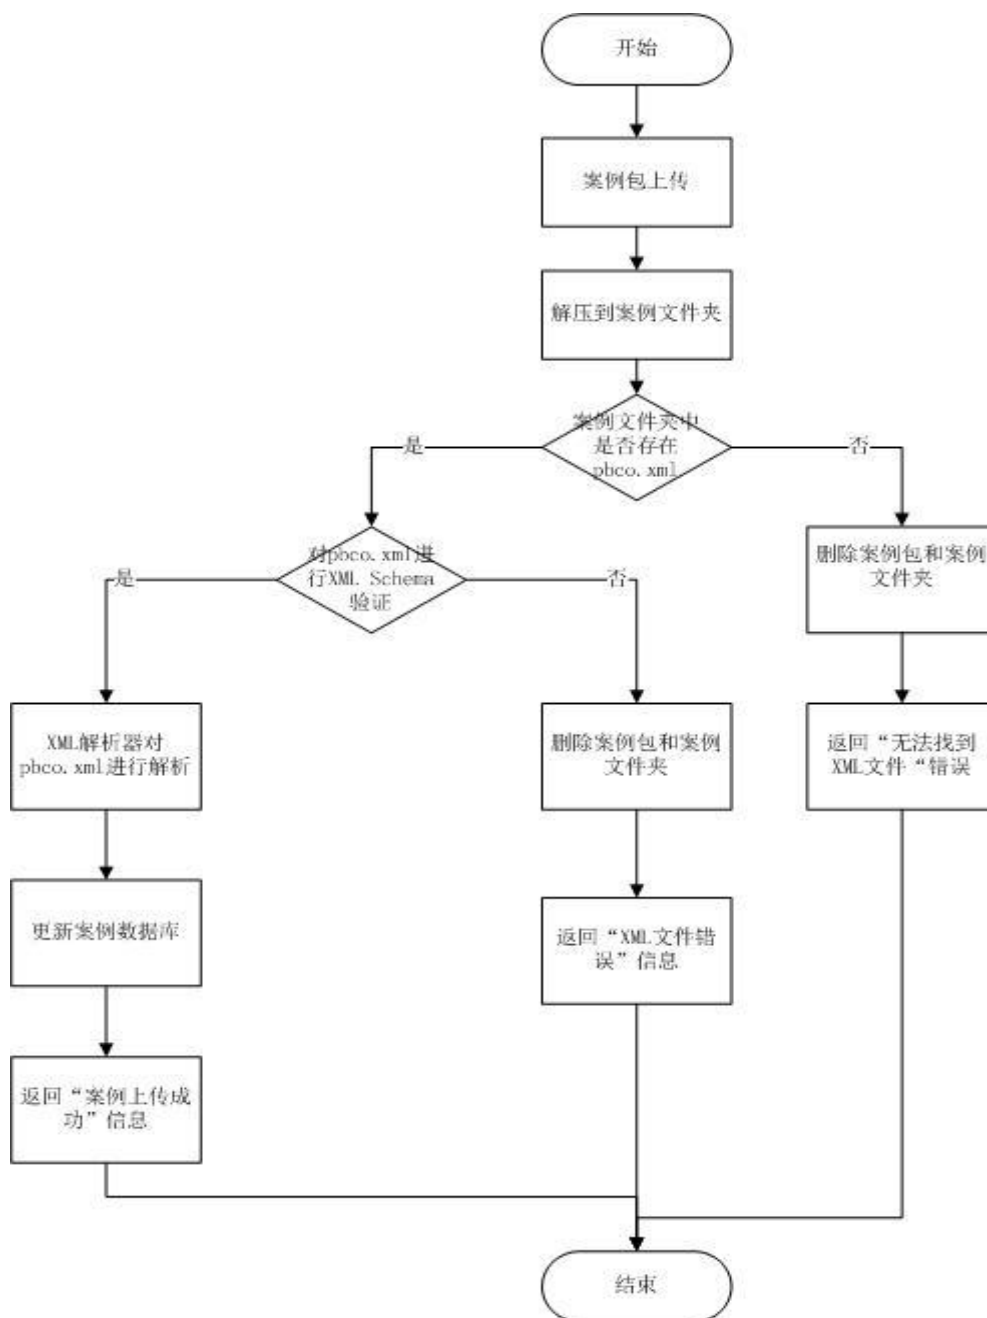 开始
案例包上传
解压到案例文件夹
案例文件夹中
是否存在
pbco.xml
是
否
对pbco.xml进
行XML Schema
验证
是
否
删除案例包和案例
文件夹
XML解析器对
pbco.xml进行解析
删除案例包和案例
文件夹
返回“无法找到
XML文件“错误
更新案例数据库
返回“XML文件错
误”信息
返回“案例上传成
功”信息
结束